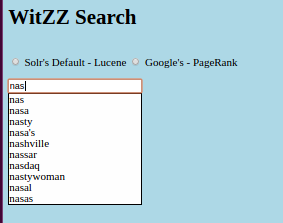 WitZZ Search
Solr's Default - Lucene Google's - PageRank
nas
nas
nasa
nasty
nasa's
nashville
nassar
nasdaq
nastywoman
nasal
nasas